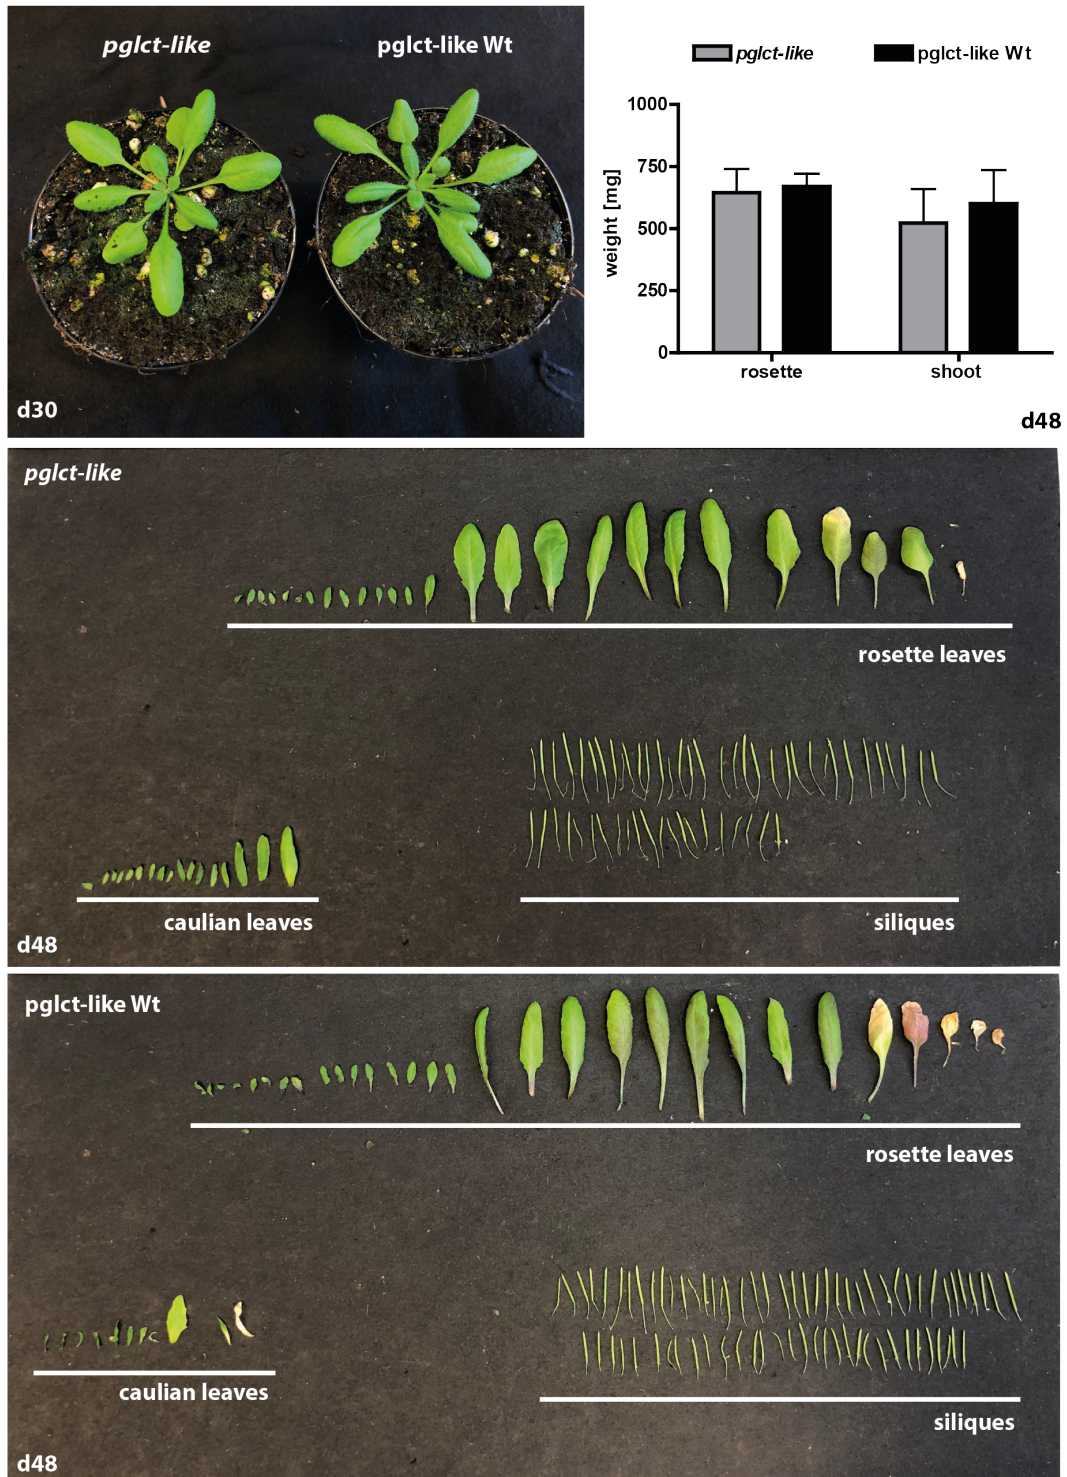 pglct-like
pglct-like Wt
d30
pglct-like
pglct-like Wt
1000
750
500
250
0
weight [mg]
rosette
shoot
d48
pglct-like
rosette leaves
caulian leaves
siliques
d48
pglct-like Wt
rosette leaves
caulian leaves
siliques
d48